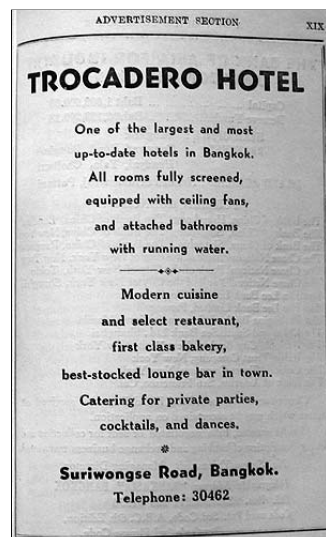 ADVERTISEMENT SECTION XIX
TROCADERO HOTEL
One of the largest and most
up-to-date hotels in Bangkok.
All rooms fully screened,
equipped with ceiling fans,
and attached bathrooms
with running water.
Modern cuisine
and select restaurant,
first class bakery,
best-stocked lounge bar in town.
Catering for private parties,
cocktails, and dances.
Suriwongse Road, Bangkok.
Telephone: 30462